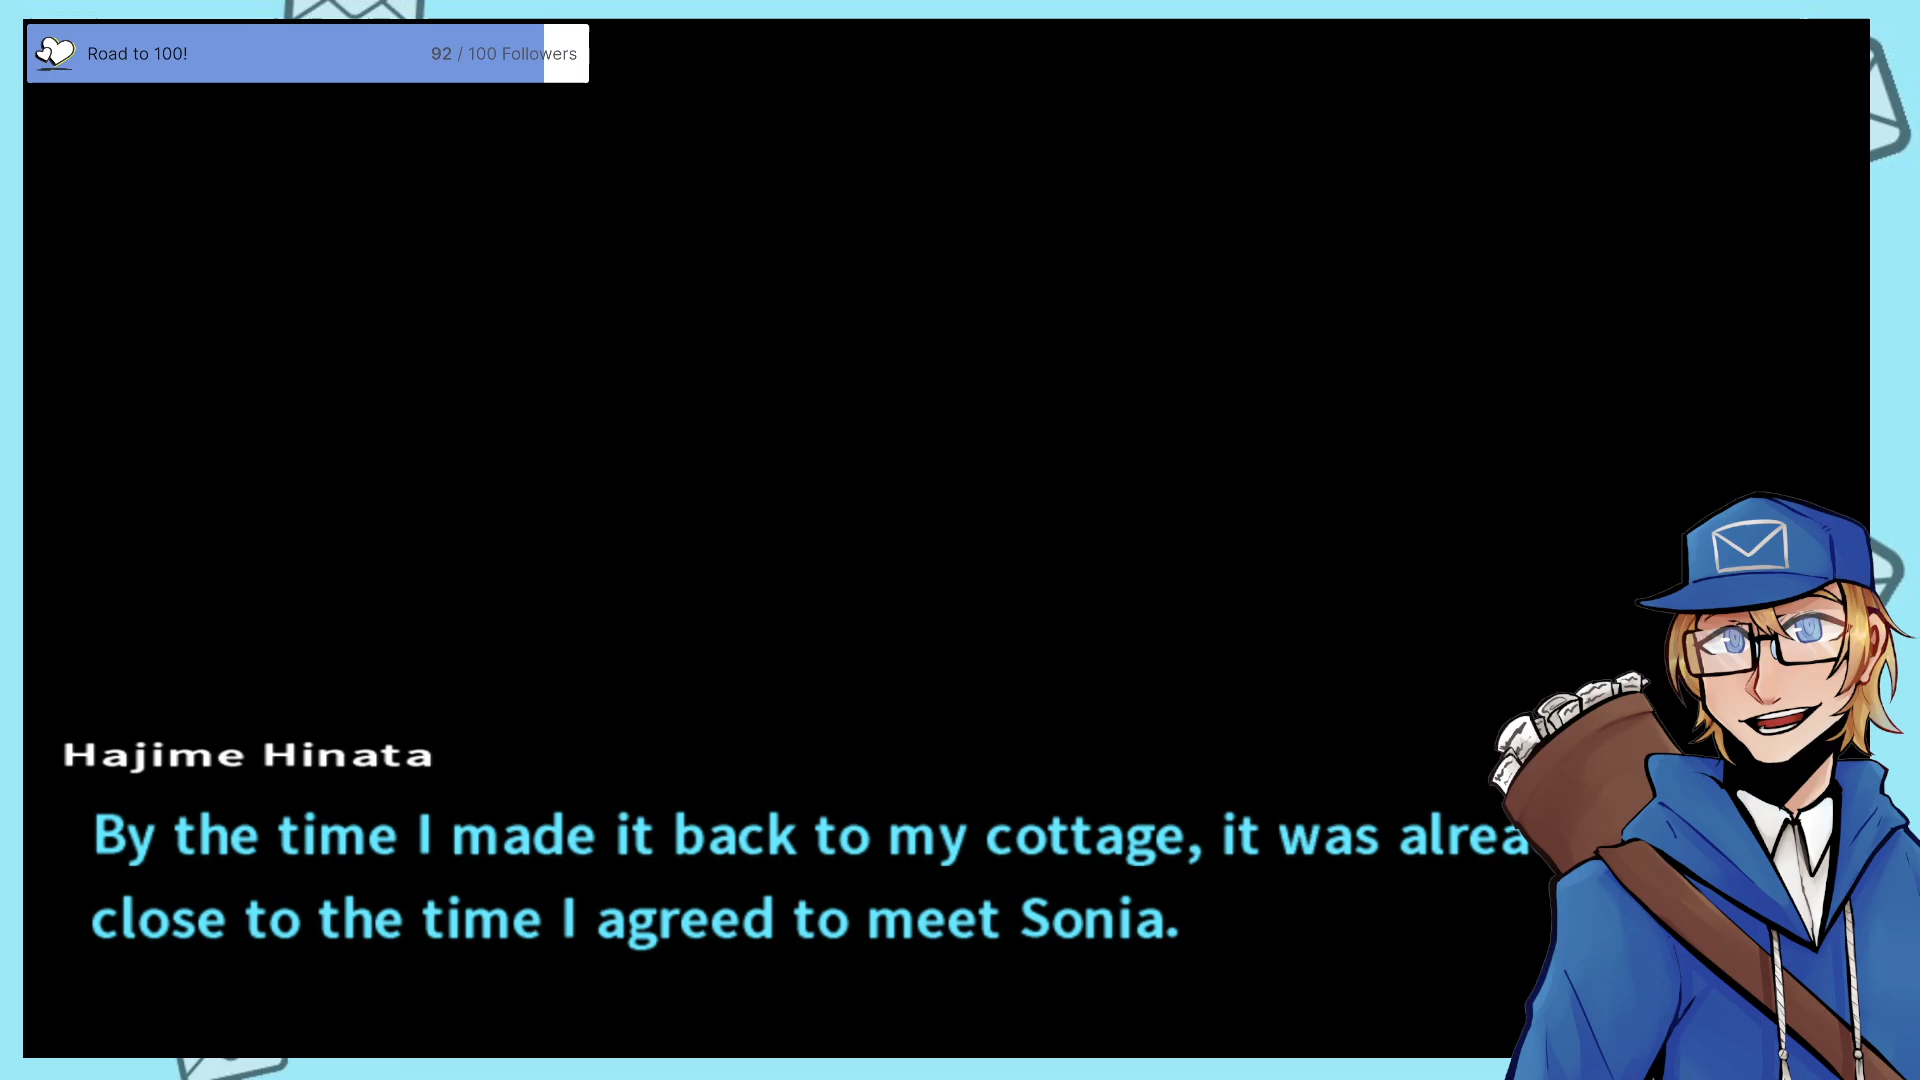 Road to 100!
92 / 100 Followers
Hajime Hinata
By the time I made it back to my cottage, it was
close to the time I agreed to meet Sonia.